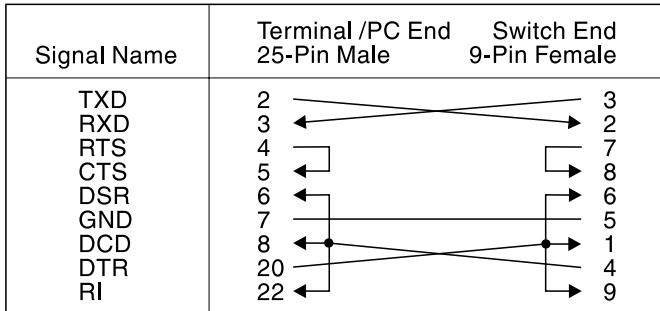 Signal Name Terminal /PC End 25-Pin Male Switch End 9-Pin Female
TXD 2 3
RXD 3 2
RTS 4 7
CTS 5 8
DSR 6 6
GND 7 5
DCD 8 1
DTR 20 4
RI 22 9